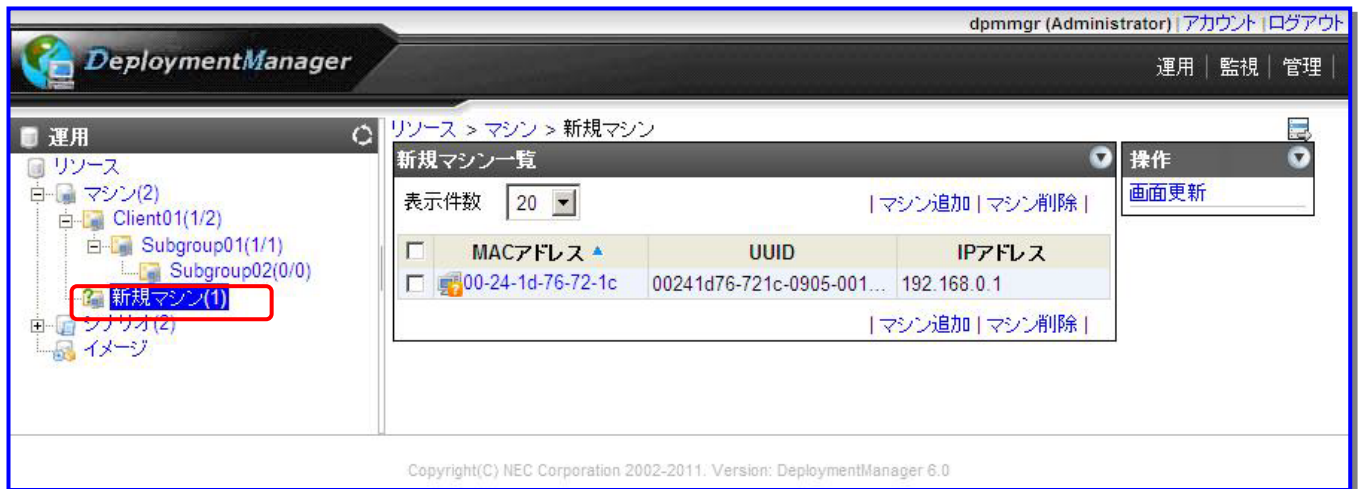 dpmmgr (Administrator) | アカウント | ログアウト
DeploymentManager
運用 | 監視 | 管理 |
運用
リソース
マシン(2)
Client01(1/2)
Subgroup01(1/1)
Subgroup02(0/0)
新規マシン(1)
シナリオ(2)
イメージ
リソース > マシン > 新規マシン
新規マシン一覧
表示件数 20 | マシン追加 | マシン削除 |
MACアドレス UUID IPアドレス
00-24-1d-76-72-1c 00241d76-721c-0905-001... 192.168.0.1
| マシン追加 | マシン削除 |
操作
画面更新
Copyright(C) NEC Corporation 2002-2011. Version: DeploymentManager 6.0